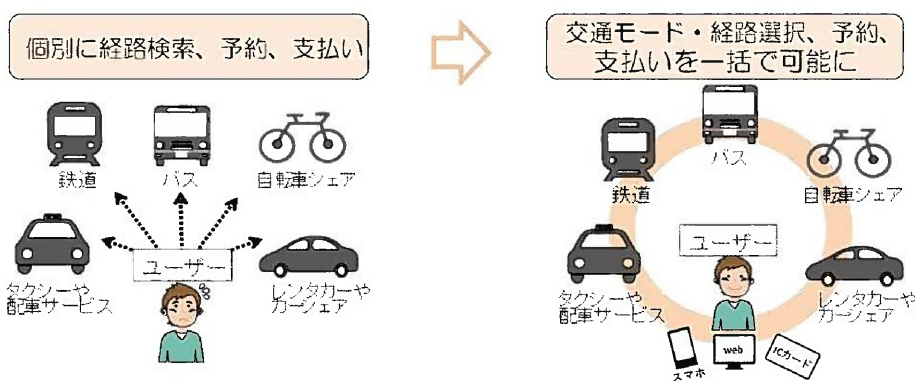 個別に経路検索、予約、支払い
交通モード・経路選択、予約、
支払いを一括で可能に
鉄道
バス
自転車シェア
タクシーや
配車サービス
ユーザー
レンタカーや
カーシェア
バス
鉄道
自転車シェア
ユーザー
タクシーや
配車サービス
レンタカーや
カーシェア
スマホ
web
ICカード